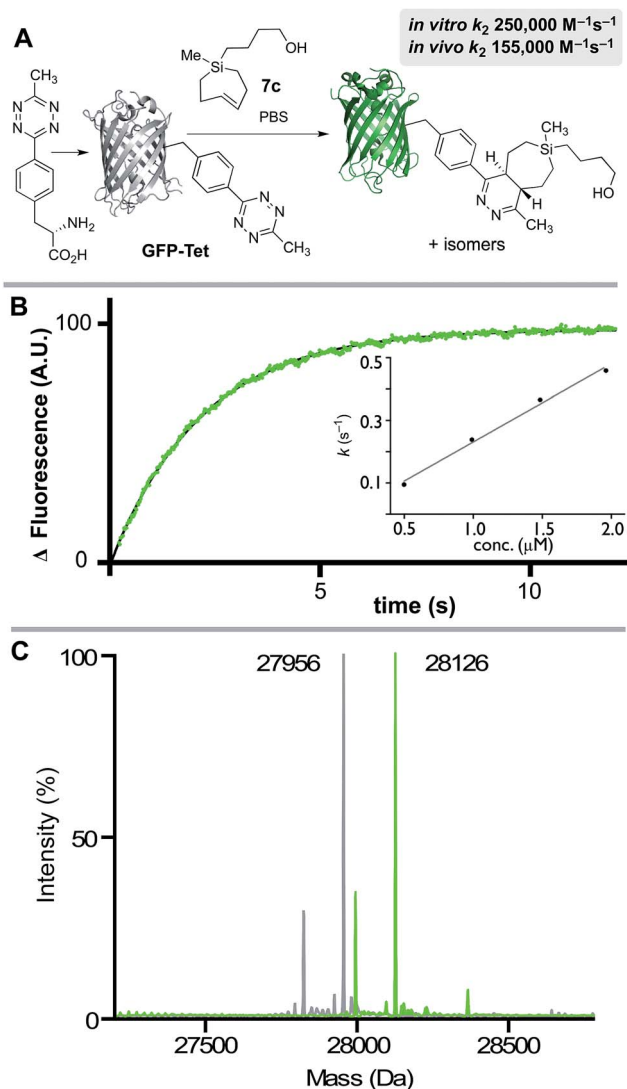 A
in vitro k₂ 250,000 M⁻¹s⁻¹
in vivo k₂ 155,000 M⁻¹s⁻¹
CH₃
N N
N N
NH₂
CO₂H
GFP-Tet
N N
N N
CH₃
Me
Si
OH
7c
PBS
H
CH₃
Si
HO
N
N
H
CH₃
+ isomers
B
Δ Fluorescence (A.U.)
100
0
5
10
time (s)
k (s⁻¹)
0.5
0.3
0.1
0.5
1.0
1.5
2.0
conc. (μM)
C
Intensity (%)
100
50
0
27956
28126
27500
28000
28500
Mass (Da)